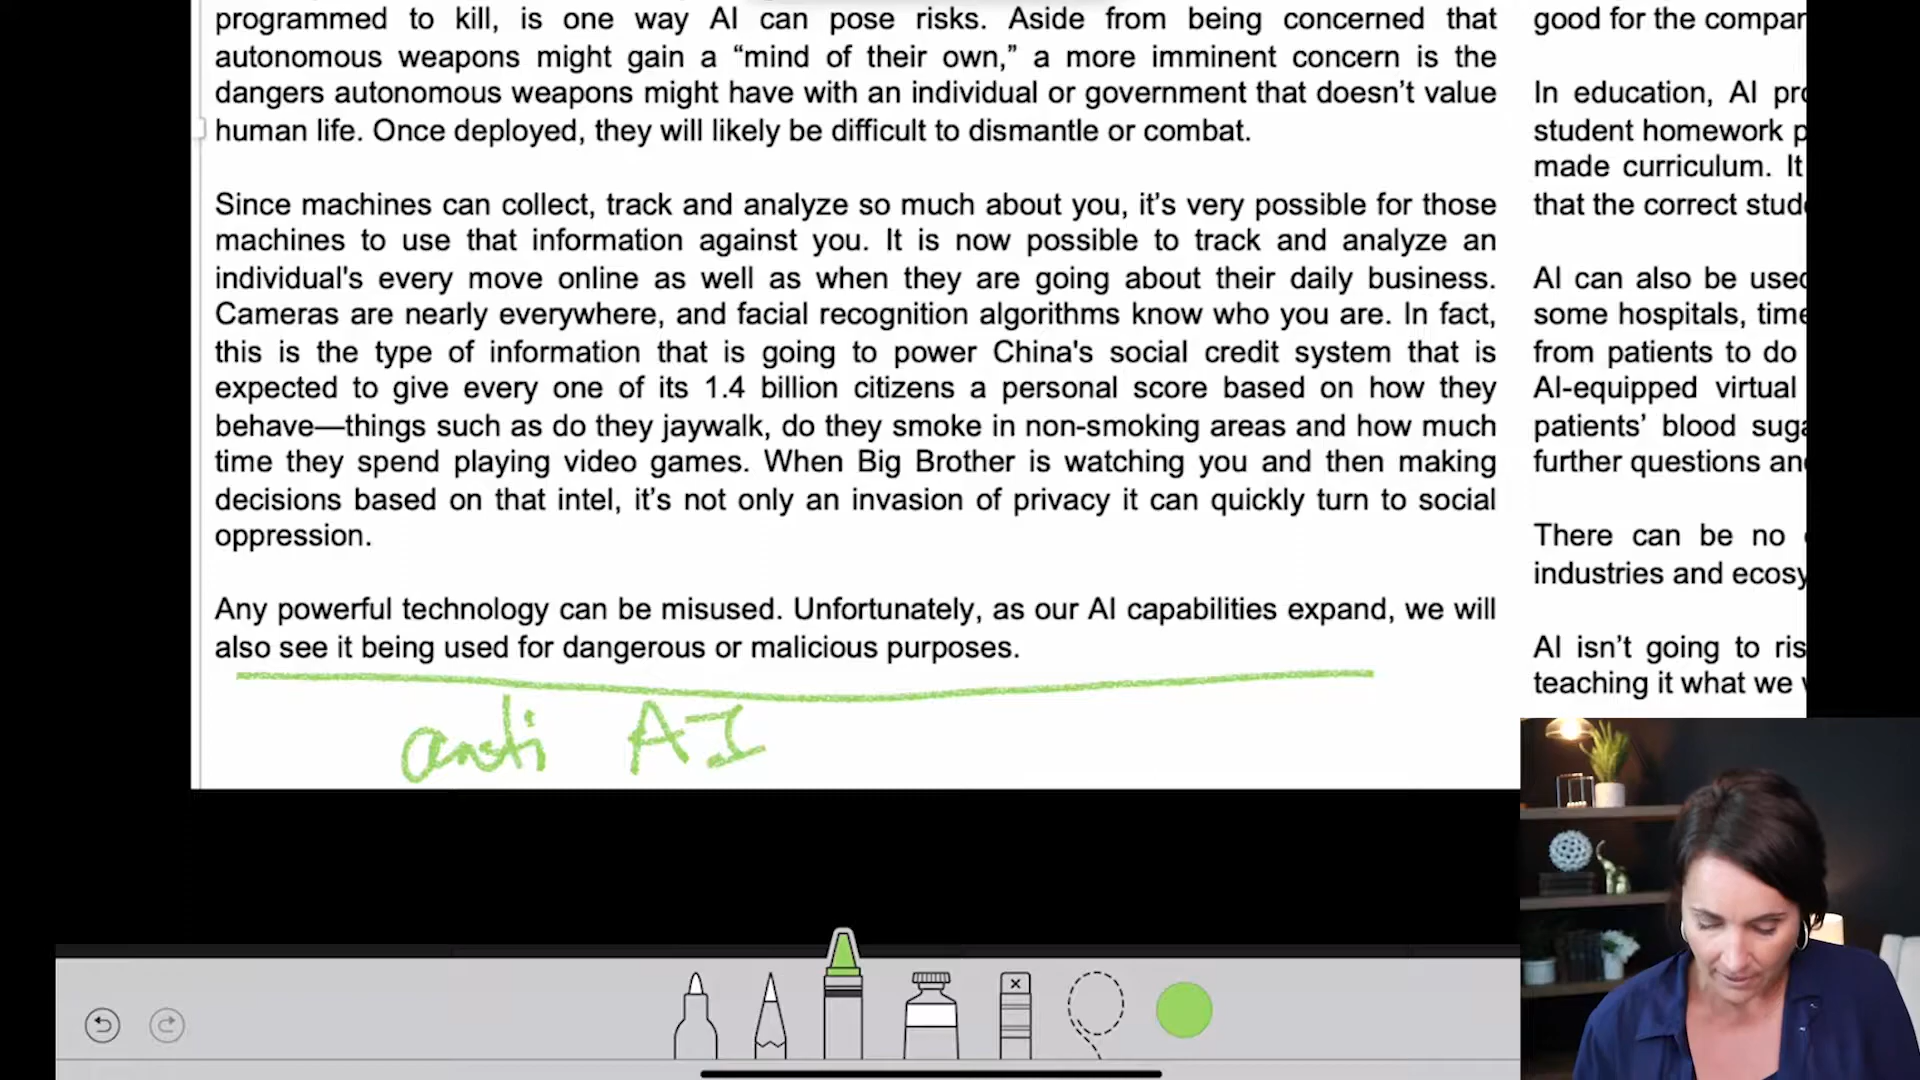 programmed to kill, is one way AI can pose risks. Aside from being concerned that
autonomous weapons might gain a “mind of their own,” a more imminent concern is the
dangers autonomous weapons might have with an individual or government that doesn’t value
human life. Once deployed, they will likely be difficult to dismantle or combat.
Since machines can collect, track and analyze so much about you, it’s very possible for those
machines to use that information against you. It is now possible to track and analyze an
individual's every move online as well as when they are going about their daily business.
Cameras are nearly everywhere, and facial recognition algorithms know who you are. In fact,
this is the type of information that is going to power China's social credit system that is
expected to give every one of its 1.4 billion citizens a personal score based on how they
behave—things such as do they jaywalk, do they smoke in non-smoking areas and how much
time they spend playing video games. When Big Brother is watching you and then making
decisions based on that intel, it’s not only an invasion of privacy it can quickly turn to social
oppression.
Any powerful technology can be misused. Unfortunately, as our AI capabilities expand, we will
also see it being used for dangerous or malicious purposes.
anti AI
good for the compan
In education, AI pro
student homework p
made curriculum. It
that the correct stud
AI can also be used
some hospitals, time
from patients to do
AI-equipped virtual
patients’ blood suga
further questions an
There can be no
industries and ecosy
AI isn’t going to ris
teaching it what we